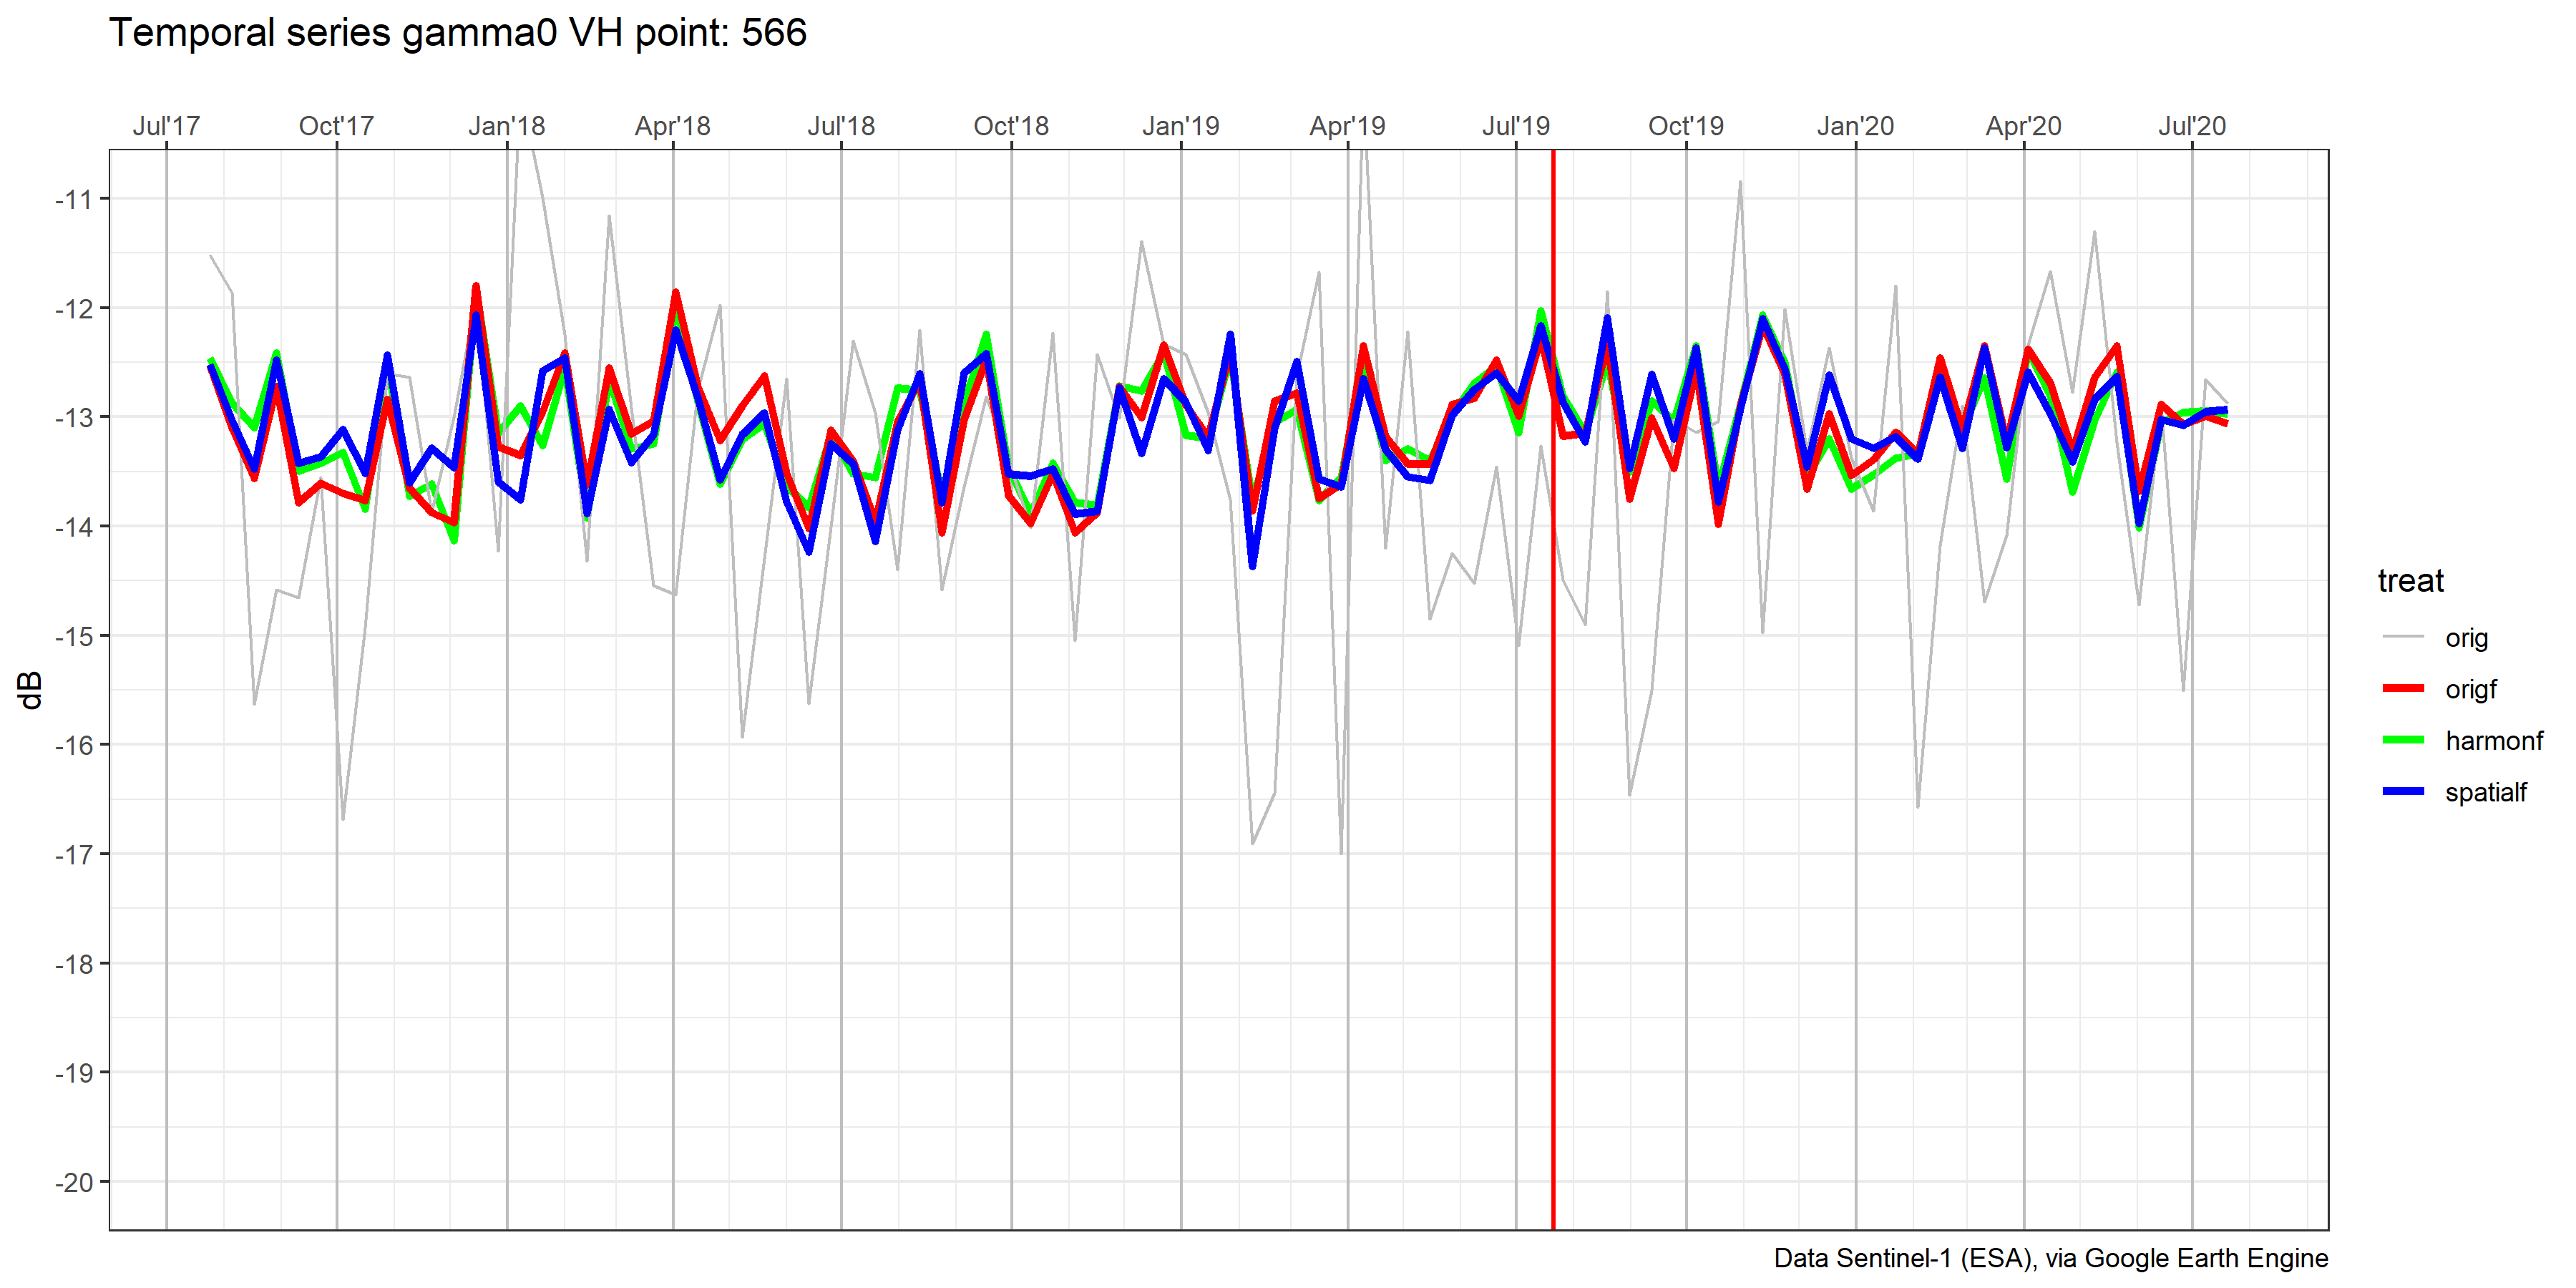 Temporal series gamma0 VH point: 566
Jul'17 Oct'17 Jan'18 Apr'18 Jul'18 Oct'18 Jan'19 Apr'19 Jul'19 Oct'19 Jan'20 Apr'20 Jul'20
-11
-12
-13
-14
-15
-16
-17
-18
-19
-20
dB
treat
orig
origf
harmonf
spatialf
Data Sentinel-1 (ESA), via Google Earth Engine